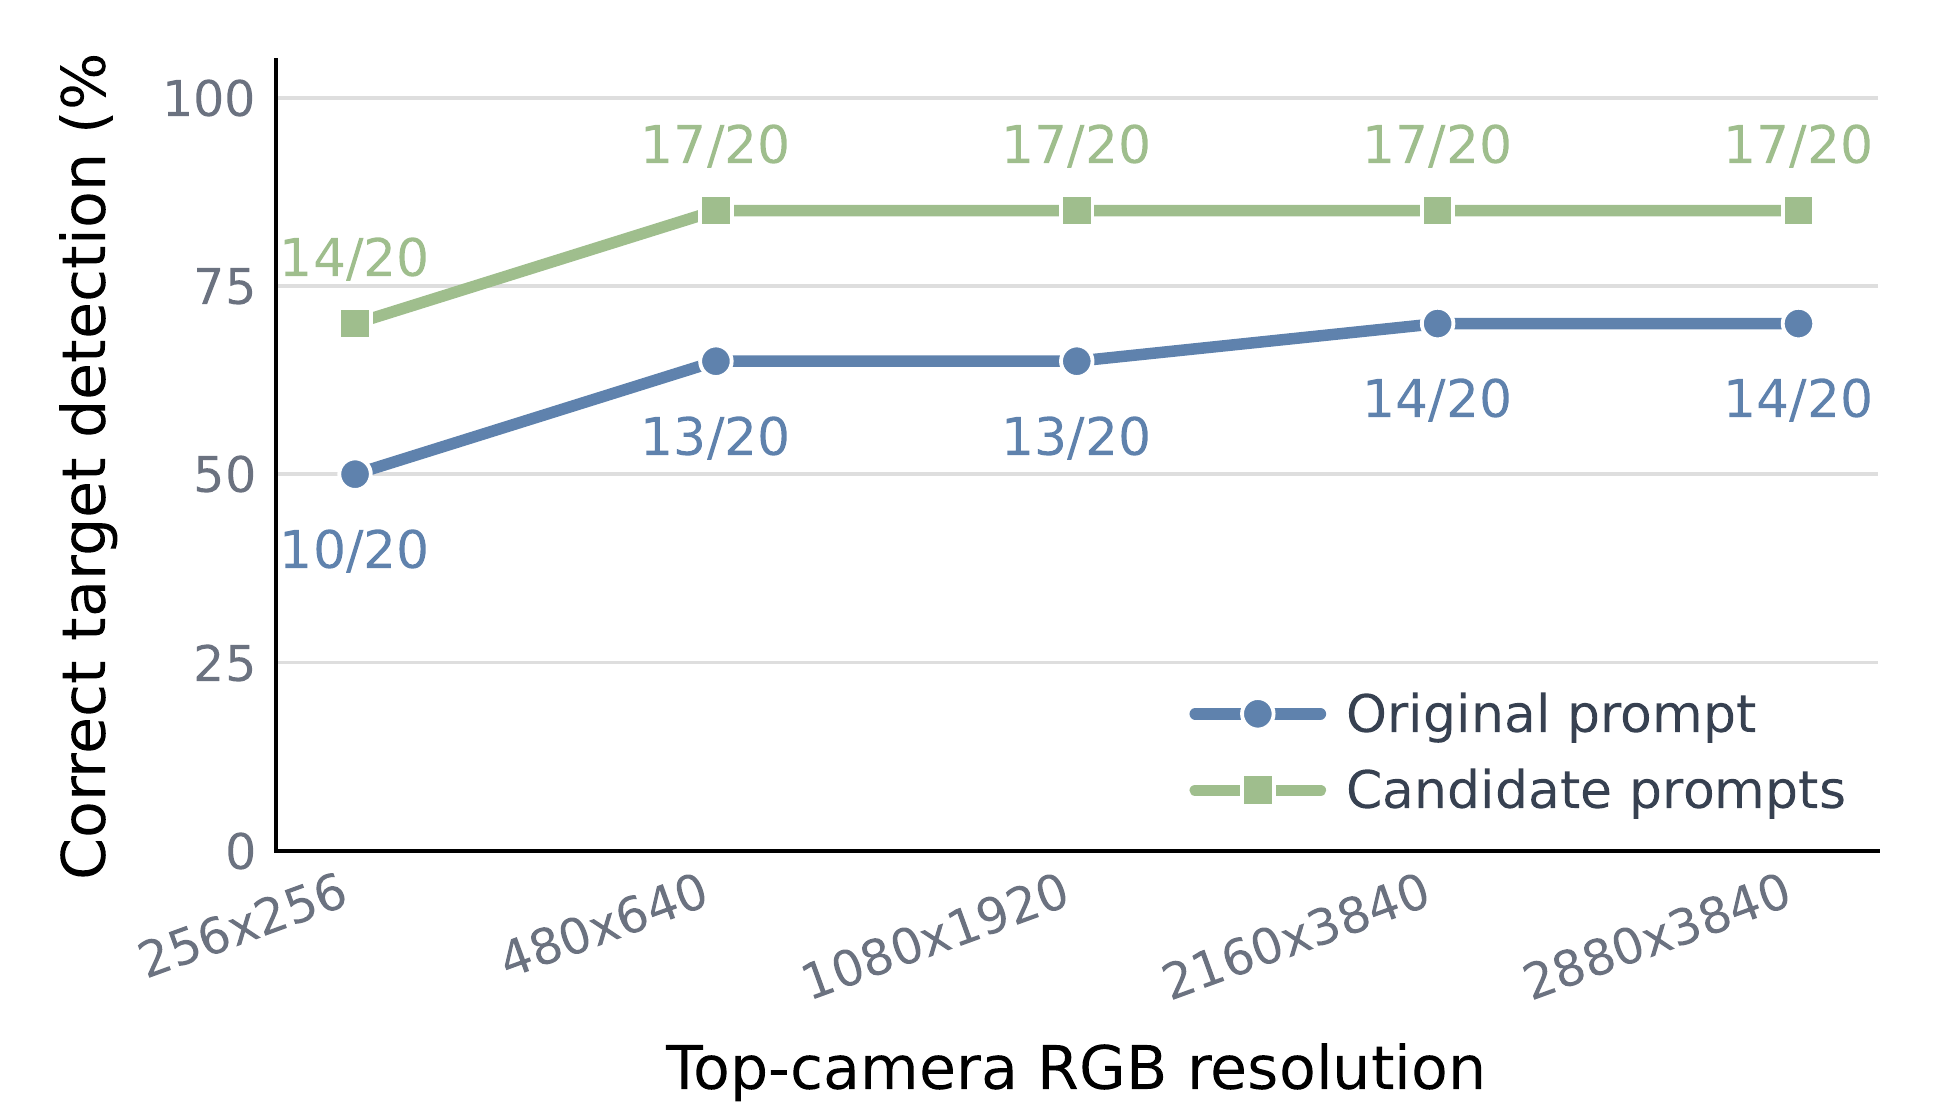 Correct target detection (%
100
75
50
25
0
17/20 17/20 17/20 17/20
14/20
14/20 14/20
13/20 13/20
10/20
Original prompt
Candidate prompts
256x256 480x640 1080x1920 2160x3840 2880x3840
Top-camera RGB resolution